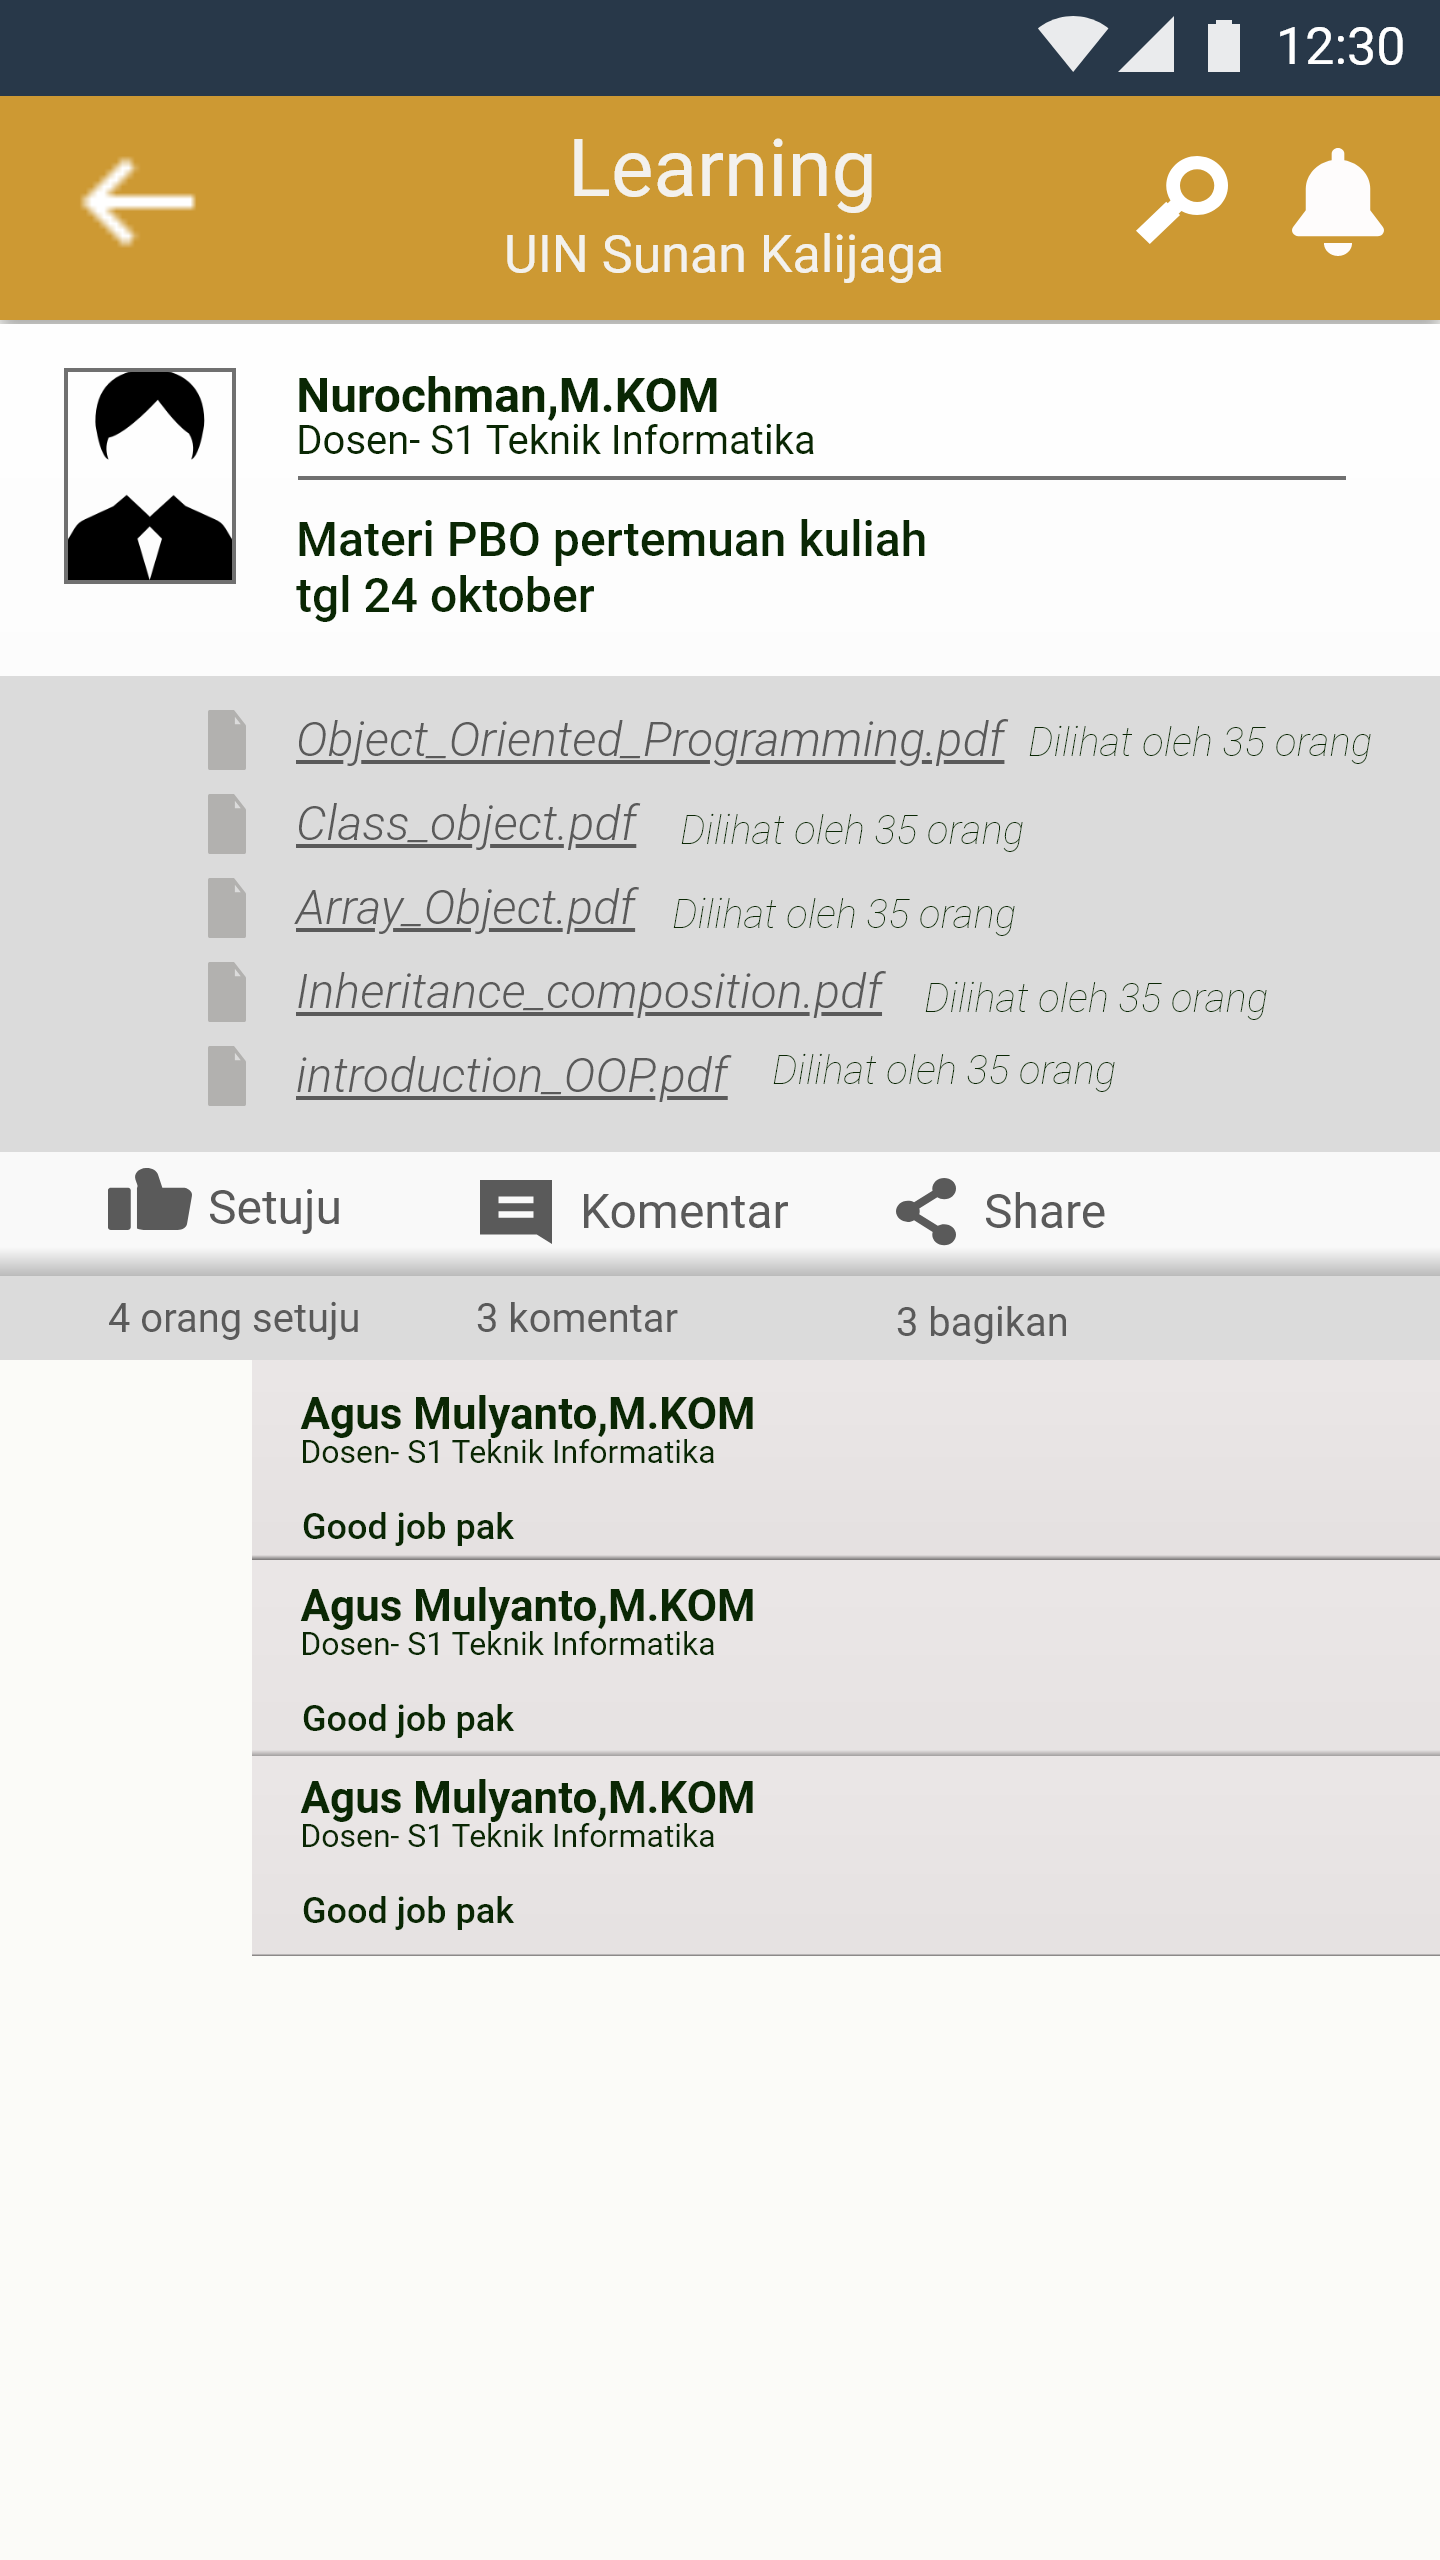 12:30
Learning
UIN Sunan Kalijaga
Nurochman,M.KOM
Dosen- S1 Teknik Informatika
Materi PBO pertemuan kuliah
tgl 24 oktober
Object_Oriented_Programming.pdf Dilihat oleh 35 orang
Class_object.pdf Dilihat oleh 35 orang
Array_Object.pdf Dilihat oleh 35 orang
Inheritance_composition.pdf Dilihat oleh 35 orang
introduction_OOP.pdf Dilihat oleh 35 orang
Setuju Komentar Share
4 orang setuju 3 komentar 3 bagikan
Agus Mulyanto,M.KOM
Dosen- S1 Teknik Informatika
Good job pak
Agus Mulyanto,M.KOM
Dosen- S1 Teknik Informatika
Good job pak
Agus Mulyanto,M.KOM
Dosen- S1 Teknik Informatika
Good job pak